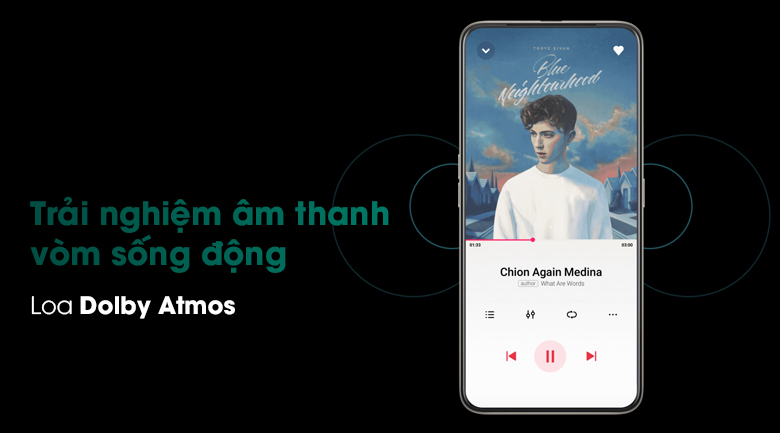 TROYE SIVAN
Blue
Neighbourhood
Trải nghiệm âm thanh
vòm sống động
Loa Dolby Atmos
01:33
03:00
Chion Again Medina
author What Are Words